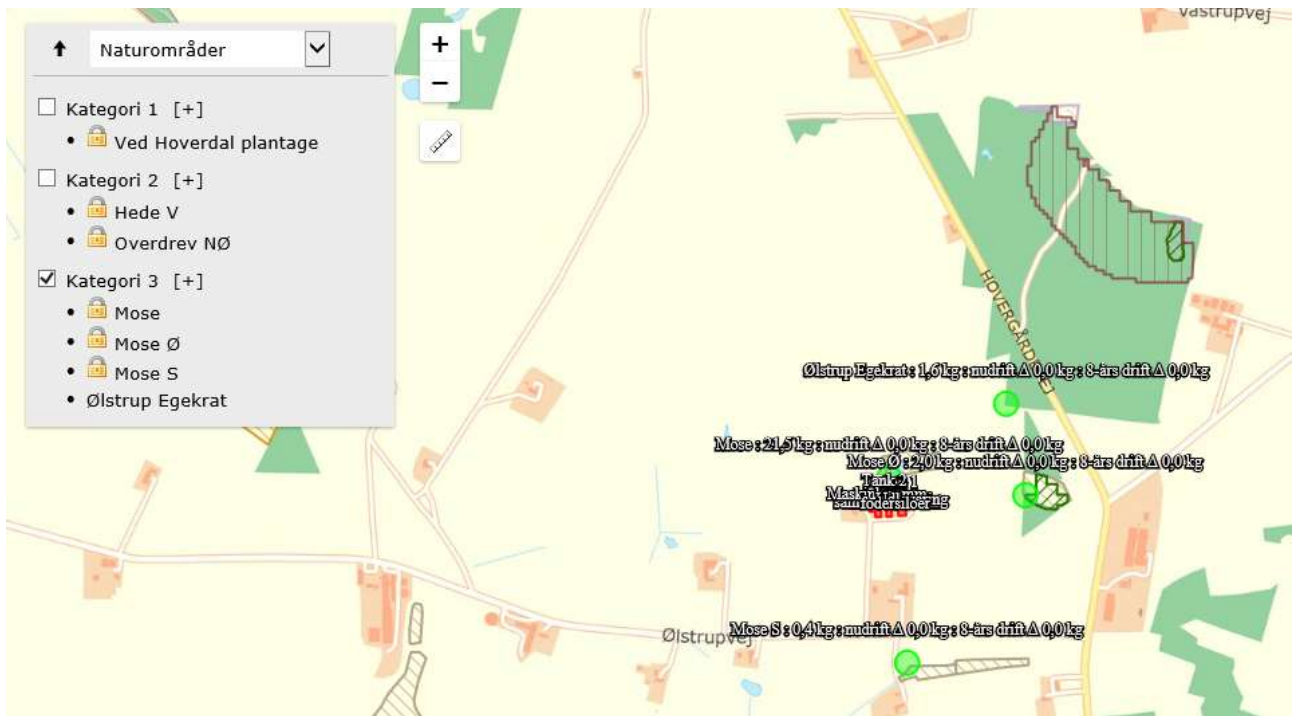 Naturområder
Kategori 1 [+]
Ved Hoverdal plantage
Kategori 2 [+]
Hede V
Overdrev NØ
Kategori 3 [+]
Mose
Mose Ø
Mose S
Ølstrup Egekrat
+
−
Vastrupvej
HOVERGÅRDVEJ
Ølstrup Egekrat : 1,6 kg : nudrift Δ 0,0 kg : 8-års drift Δ 0,0 kg
Mose : 21,5 kg : nudrift Δ 0,0 kg : 8-års drift Δ 0,0 kg
Mose Ø : 2,0 kg : nudrift Δ 0,0 kg : 8-års drift Δ 0,0 kg
Tank 2
fodersiloer
Mose S : 0,4 kg : nudrift Δ 0,0 kg : 8-års drift Δ 0,0 kg
Ølstrupvej